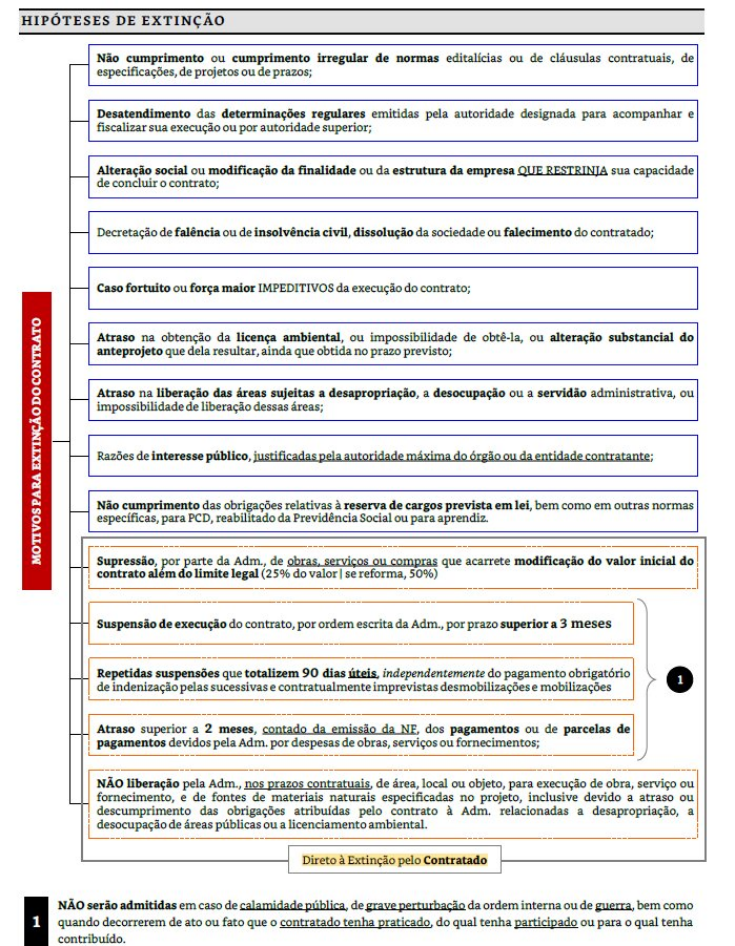 HIPÓTESES DE EXTINÇÃO
MOTIVOS PARA EXTINÇÃO DO CONTRATO
Não cumprimento ou cumprimento irregular de normas editalícias ou de cláusulas contratuais, de
especificações, de projetos ou de prazos;
Desatendimento das determinações regulares emitidas pela autoridade designada para acompanhar e
fiscalizar sua execução ou por autoridade superior;
Alteração social ou modificação da finalidade ou da estrutura da empresa QUE RESTRINJA sua capacidade
de concluir o contrato;
Decretação de falência ou de insolvência civil, dissolução da sociedade ou falecimento do contratado;
Caso fortuito ou força maior IMPEDITIVOS da execução do contrato;
Atraso na obtenção da licença ambiental, ou impossibilidade de obtê-la, ou alteração substancial do
anteprojeto que dela resultar, ainda que obtida no prazo previsto;
Atraso na liberação das áreas sujeitas a desapropriação, a desocupação ou a servidão administrativa, ou
impossibilidade de liberação dessas áreas;
Razões de interesse público, justificadas pela autoridade máxima do órgão ou da entidade contratante;
Não cumprimento das obrigações relativas à reserva de cargos prevista em lei, bem como em outras normas
específicas, para PCD, reabilitado da Previdência Social ou para aprendiz.
Supressão, por parte da Adm., de obras, serviços ou compras que acarrete modificação do valor inicial do
contrato além do limite legal (25% do valor | se reforma, 50%)
Suspensão de execução do contrato, por ordem escrita da Adm., por prazo superior a 3 meses
Repetidas suspensões que totalizem 90 dias úteis, independentemente do pagamento obrigatório
de indenização pelas sucessivas e contratualmente imprevistas desmobilizações e mobilizações
1
Atraso superior a 2 meses, contado da emissão da NF, dos pagamentos ou de parcelas de
pagamentos devidos pela Adm. por despesas de obras, serviços ou fornecimentos;
NÃO liberação pela Adm., nos prazos contratuais, de área, local ou objeto, para execução de obra, serviço ou
fornecimento, e de fontes de materiais naturais especificadas no projeto, inclusive devido a atraso ou
descumprimento das obrigações atribuídas pelo contrato à Adm. relacionadas a desapropriação, a
desocupação de áreas públicas ou a licenciamento ambiental.
Direto à Extinção pelo Contratado
1
NÃO serão admitidas em caso de calamidade pública, de grave perturbação da ordem interna ou de guerra, bem como
quando decorrerem de ato ou fato que o contratado tenha praticado, do qual tenha participado ou para o qual tenha
contribuído.